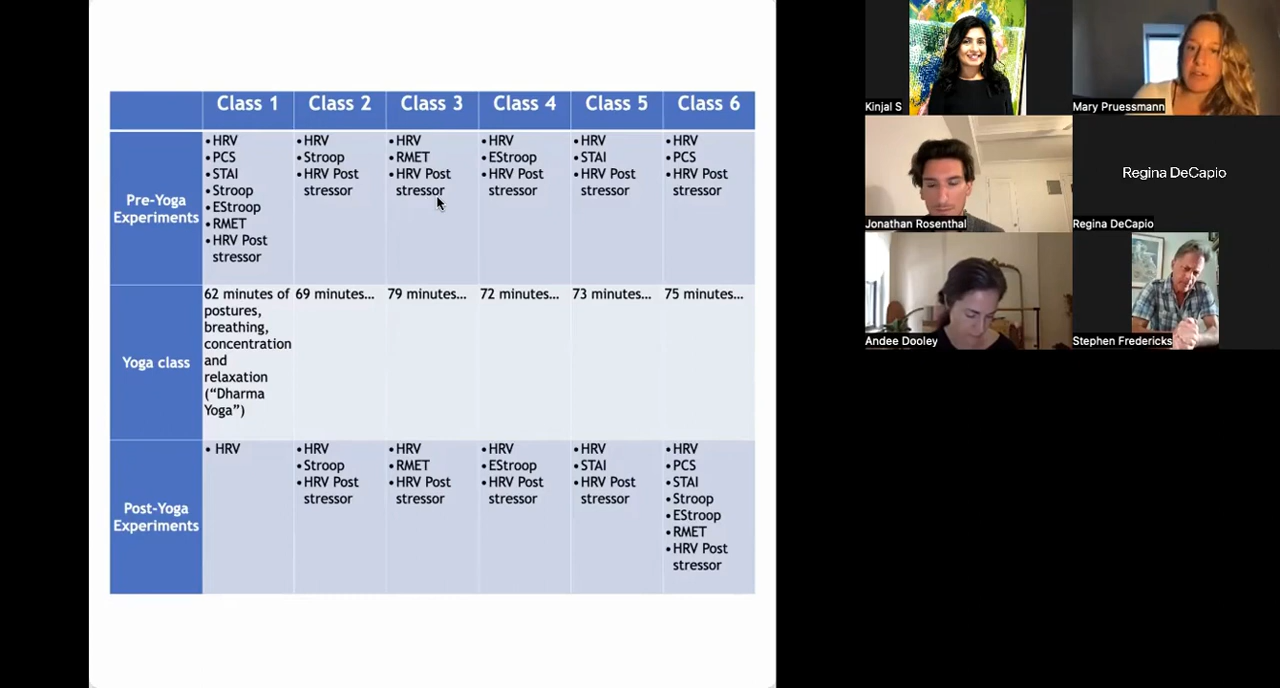 Class 1 Class 2 Class 3 Class 4 Class 5 Class 6
Pre-Yoga
Experiments
• HRV
• PCS
• STAI
• Stroop
• EStroop
• RMET
• HRV Post
stressor
• HRV
• Stroop
• HRV Post
stressor
• HRV
• RMET
• HRV Post
stressor
• HRV
• EStroop
• HRV Post
stressor
• HRV
• STAI
• HRV Post
stressor
• HRV
• PCS
• HRV Post
stressor
Yoga class
62 minutes of
postures,
breathing,
concentration
and
relaxation
(“Dharma
Yoga”)
69 minutes...
79 minutes...
72 minutes...
73 minutes...
75 minutes...
Post-Yoga
Experiments
• HRV
• HRV
• Stroop
• HRV Post
stressor
• HRV
• RMET
• HRV Post
stressor
• HRV
• EStroop
• HRV Post
stressor
• HRV
• STAI
• HRV Post
stressor
• HRV
• PCS
• STAI
• Stroop
• EStroop
• RMET
• HRV Post
stressor
Kinjal S
Mary Pruessmann
Jonathan Rosenthal
Regina DeCapio
Regina DeCapio
Andee Dooley
Stephen Fredericks